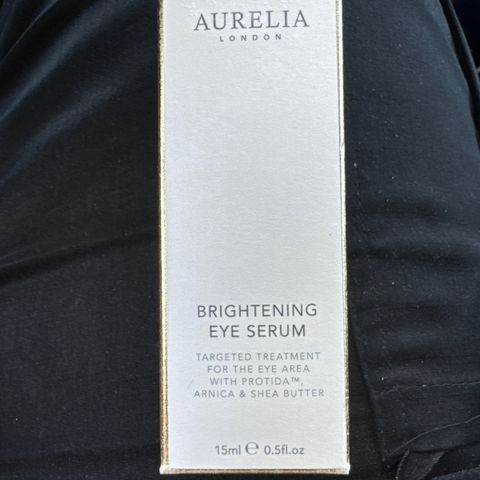 AURELIA
LONDON
BRIGHTENING
EYE SERUM
TARGETED TREATMENT
FOR THE EYE AREA
WITH PROTIDA™,
ARNICA & SHEA BUTTER
15ml ℮ 0.5fl.oz